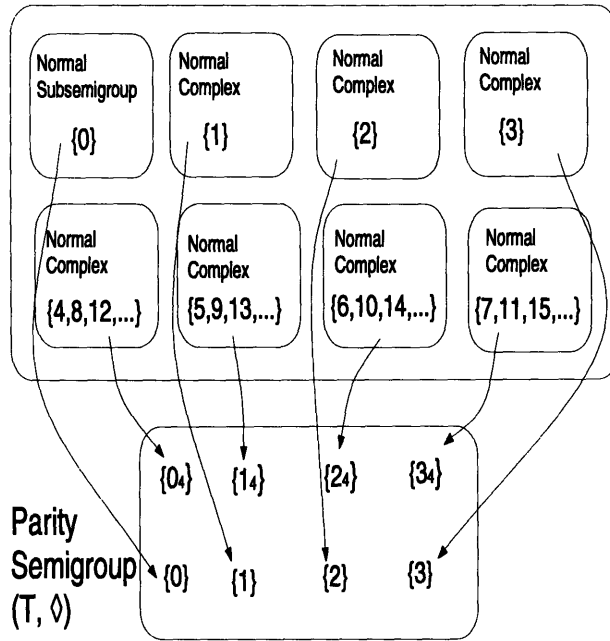 Normal
Subsemigroup
{0}
Normal
Complex
{1}
Normal
Complex
{2}
Normal
Complex
{3}
Normal
Complex
{4,8,12,...}
Normal
Complex
{5,9,13,...}
Normal
Complex
{6,10,14,...}
Normal
Complex
{7,11,15,...}
{0₄} {1₄} {2₄} {3₄}
Parity
Semigroup
(T, ◊)
{0} {1} {2} {3}